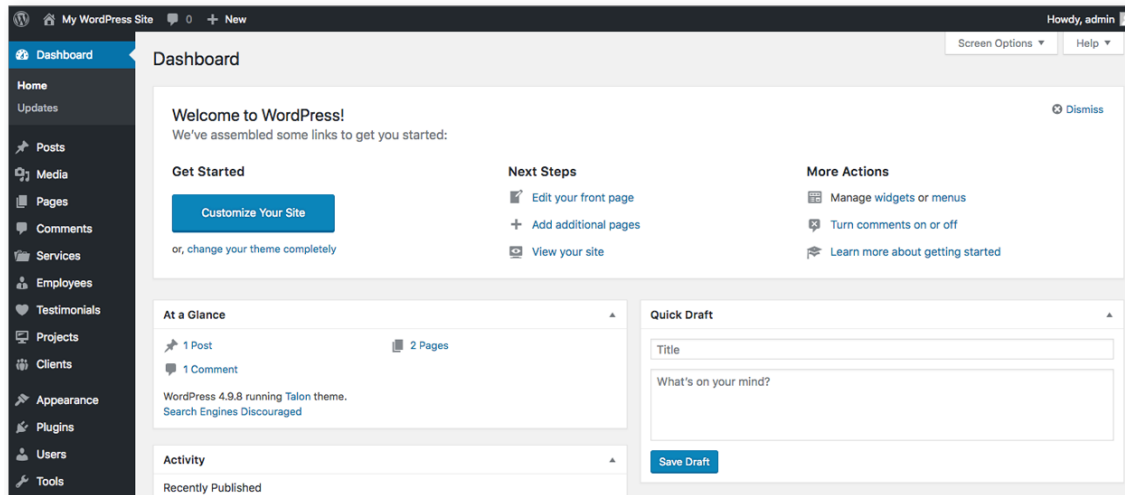 My WordPress Site 0 + New Howdy, admin
Screen Options ▼ Help ▼
Dashboard
Home
Updates
Posts
Media
Pages
Comments
Services
Employees
Testimonials
Projects
Clients
Appearance
Plugins
Users
Tools
Dashboard
Welcome to WordPress!
We've assembled some links to get you started:
Dismiss
Get Started
Customize Your Site
or, change your theme completely
Next Steps
Edit your front page
Add additional pages
View your site
More Actions
Manage widgets or menus
Turn comments on or off
Learn more about getting started
At a Glance
1 Post 2 Pages
1 Comment
WordPress 4.9.8 running Talon theme.
Search Engines Discouraged
Activity
Recently Published
Quick Draft
Title
What's on your mind?
Save Draft